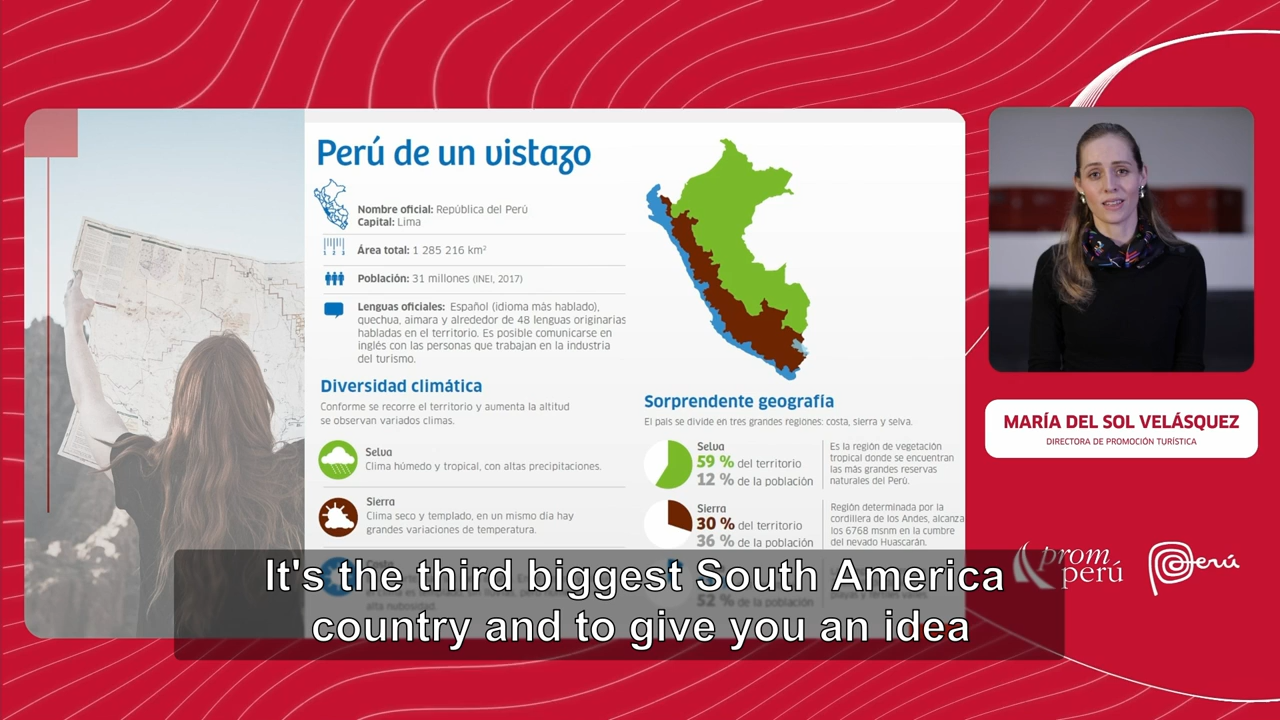 Perú de un vistazo
Nombre oficial: República del Perú
Capital: Lima
Área total: 1 285 216 km²
Población: 31 millones (INEI, 2017)
Lenguas oficiales: Español (idioma más hablado),
quechua, aimara y alrededor de 48 lenguas originarias
habladas en el territorio. Es posible comunicarse en
inglés con las personas que trabajan en la industria
del turismo.
Diversidad climática
Conforme se recorre el territorio y aumenta la altitud
se observan variados climas.
Selva
Clima húmedo y tropical, con altas precipitaciones.
Sierra
Clima seco y templado, en un mismo día hay
grandes variaciones de temperatura.
alta nubosidad.
Sorprendente geografía
El país se divide en tres grandes regiones: costa, sierra y selva.
Selva
59 % del territorio
12 % de la población
Es la región de vegetación
tropical donde se encuentran
las más grandes reservas
naturales del Perú.
Sierra
30 % del territorio
36 % de la población
Región determinada por la
cordillera de los Andes, alcanza
los 6768 msnm en la cumbre
del nevado Huascarán.
52 % de la población
MARÍA DEL SOL VELÁSQUEZ
DIRECTORA DE PROMOCIÓN TURÍSTICA
prom
perú
Perú
It's the third biggest South America
country and to give you an idea